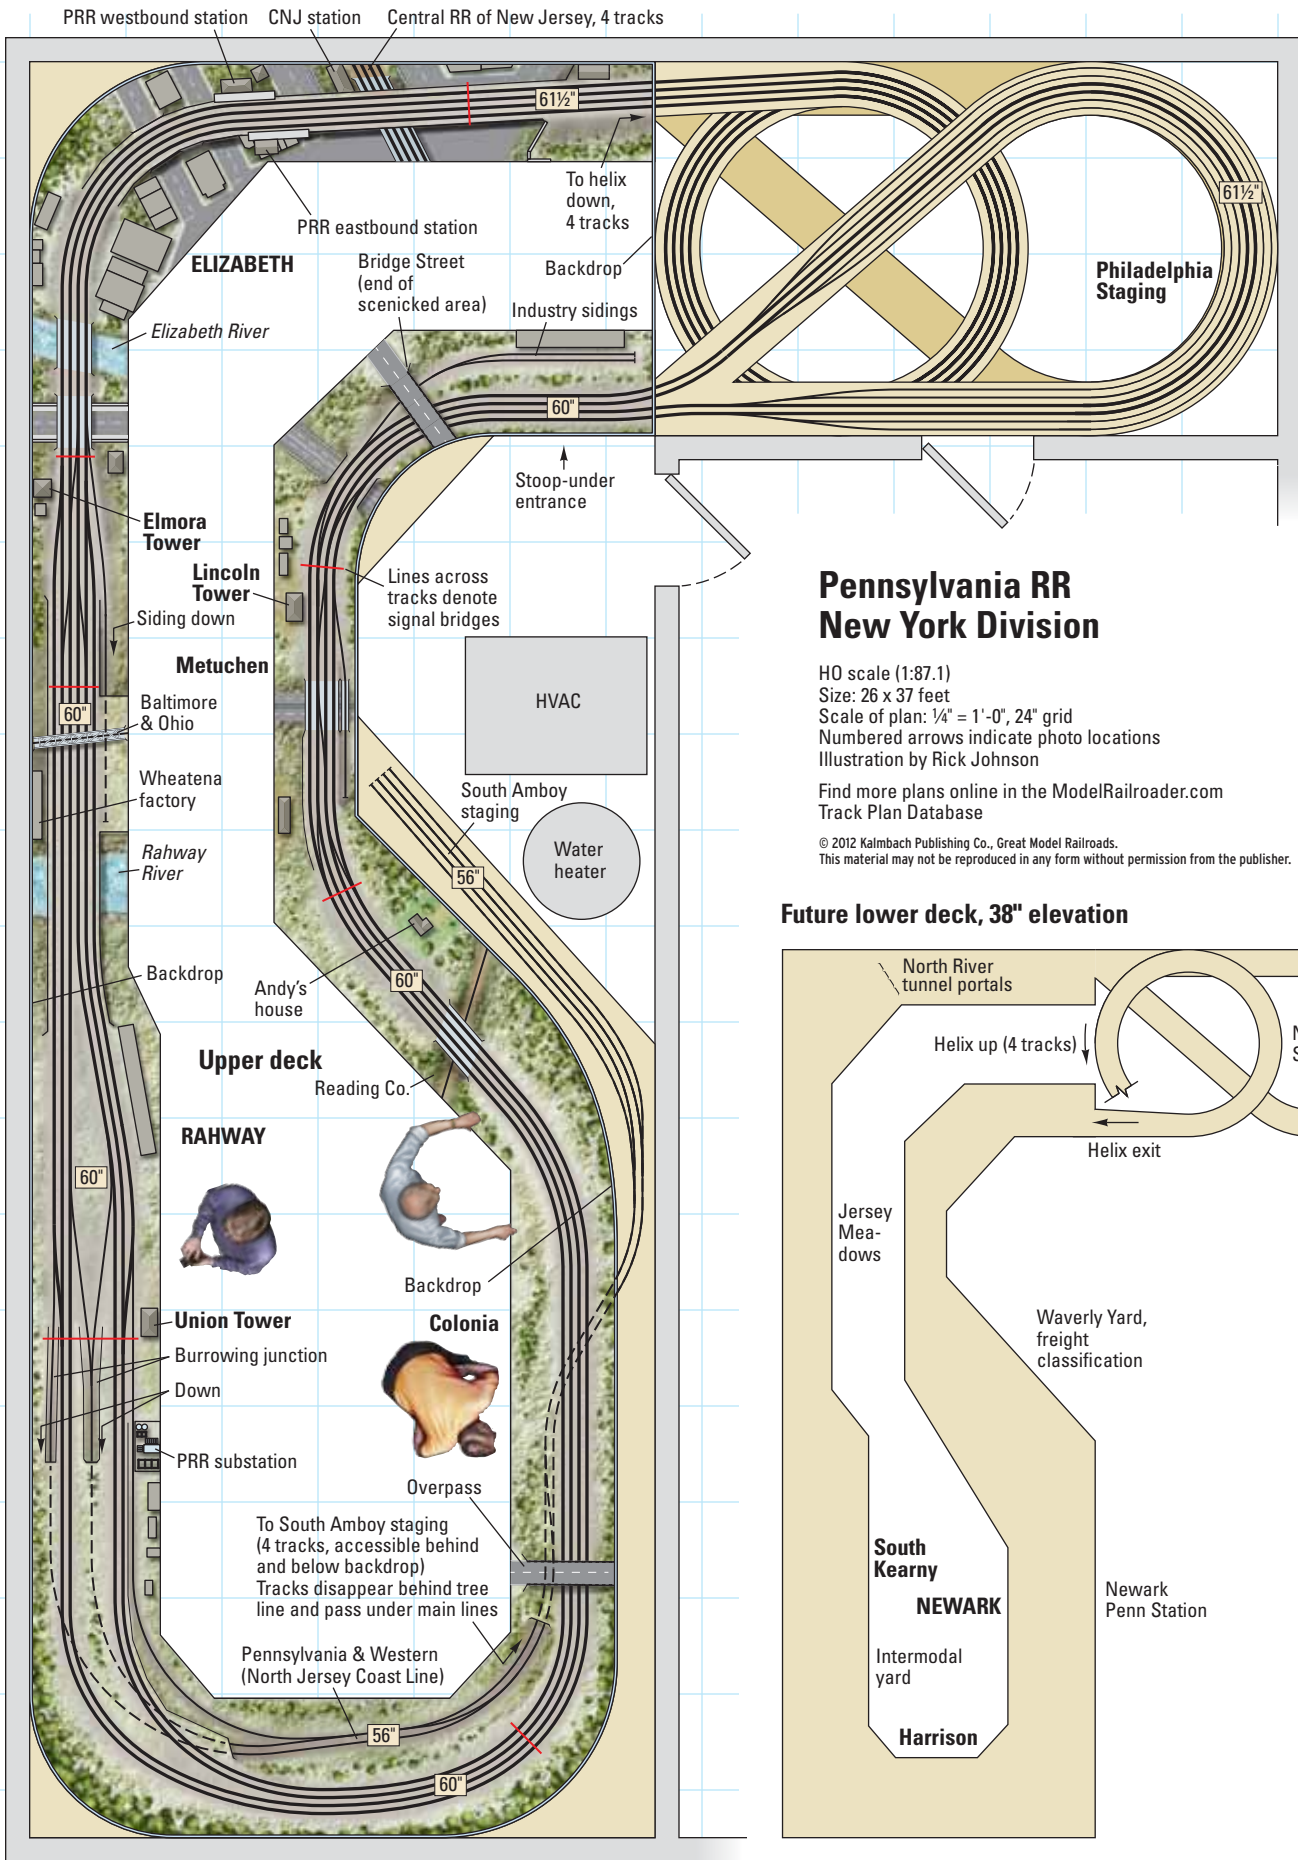 PRR westbound station
CNJ station
Central RR of New Jersey, 4 tracks
61½"
To helix
down,
4 tracks
PRR eastbound station
ELIZABETH
Bridge Street
(end of
scenicked area)
Backdrop
Industry sidings
Elizabeth River
61½"
Philadelphia
Staging
60"
Stoop-under
entrance
Elmora
Tower
Lincoln
Tower
Lines across
tracks denote
signal bridges
Siding down
Metuchen
60"
Baltimore
& Ohio
HVAC
Wheatena
factory
South Amboy
staging
Rahway
River
Water
heater
56"
Backdrop
Andy's
house
60"
Upper deck
Reading Co.
RAHWAY
60"
Backdrop
Union Tower
Colonia
Burrowing junction
Down
PRR substation
Overpass
To South Amboy staging
(4 tracks, accessible behind
and below backdrop)
Tracks disappear behind tree
line and pass under main lines
Pennsylvania & Western
(North Jersey Coast Line)
56"
60"
Pennsylvania RR
New York Division
HO scale (1:87.1)
Size: 26 x 37 feet
Scale of plan: ¼" = 1'-0", 24" grid
Numbered arrows indicate photo locations
Illustration by Rick Johnson
Find more plans online in the ModelRailroader.com
Track Plan Database
© 2012 Kalmbach Publishing Co., Great Model Railroads.
This material may not be reproduced in any form without permission from the publisher.
Future lower deck, 38" elevation
North River
tunnel portals
Helix up (4 tracks)
N
S
Helix exit
Jersey
Mea-
dows
Waverly Yard,
freight
classification
South
Kearny
NEWARK
Newark
Penn Station
Intermodal
yard
Harrison